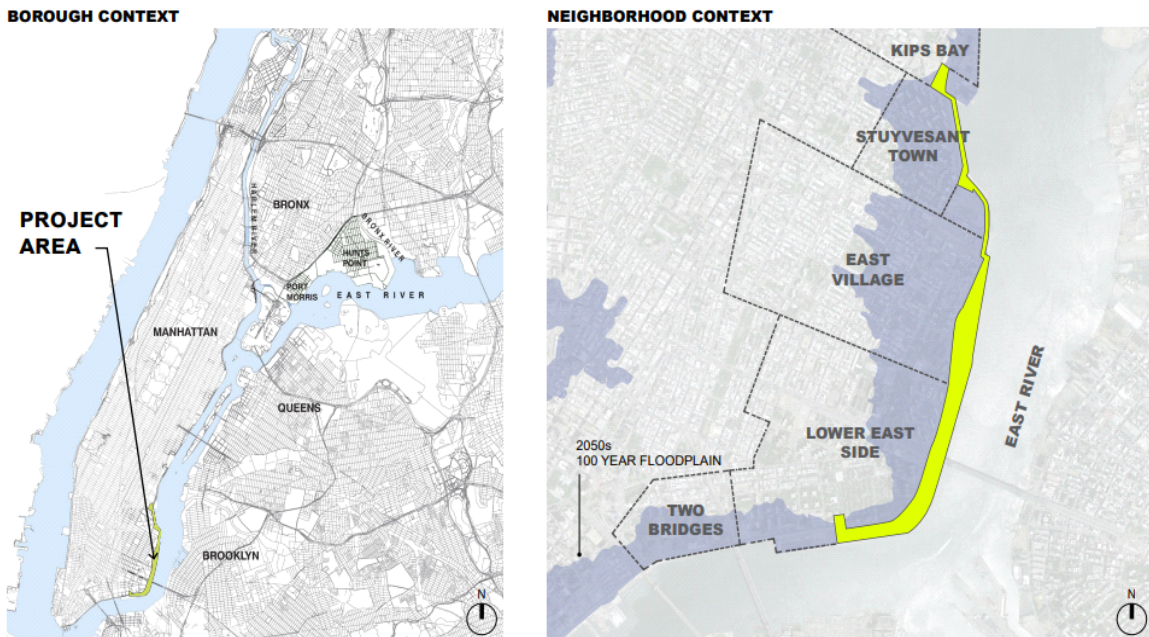 BOROUGH CONTEXT
PROJECT
AREA
HARLEM RIVER
BRONX
BRONX RIVER
HUNTS
POINT
PORT
MORRIS
EAST RIVER
MANHATTAN
QUEENS
BROOKLYN
N
NEIGHBORHOOD CONTEXT
KIPS BAY
STUYVESANT
TOWN
EAST
VILLAGE
EAST RIVER
LOWER EAST
SIDE
2050s
100 YEAR FLOODPLAIN
TWO
BRIDGES
N